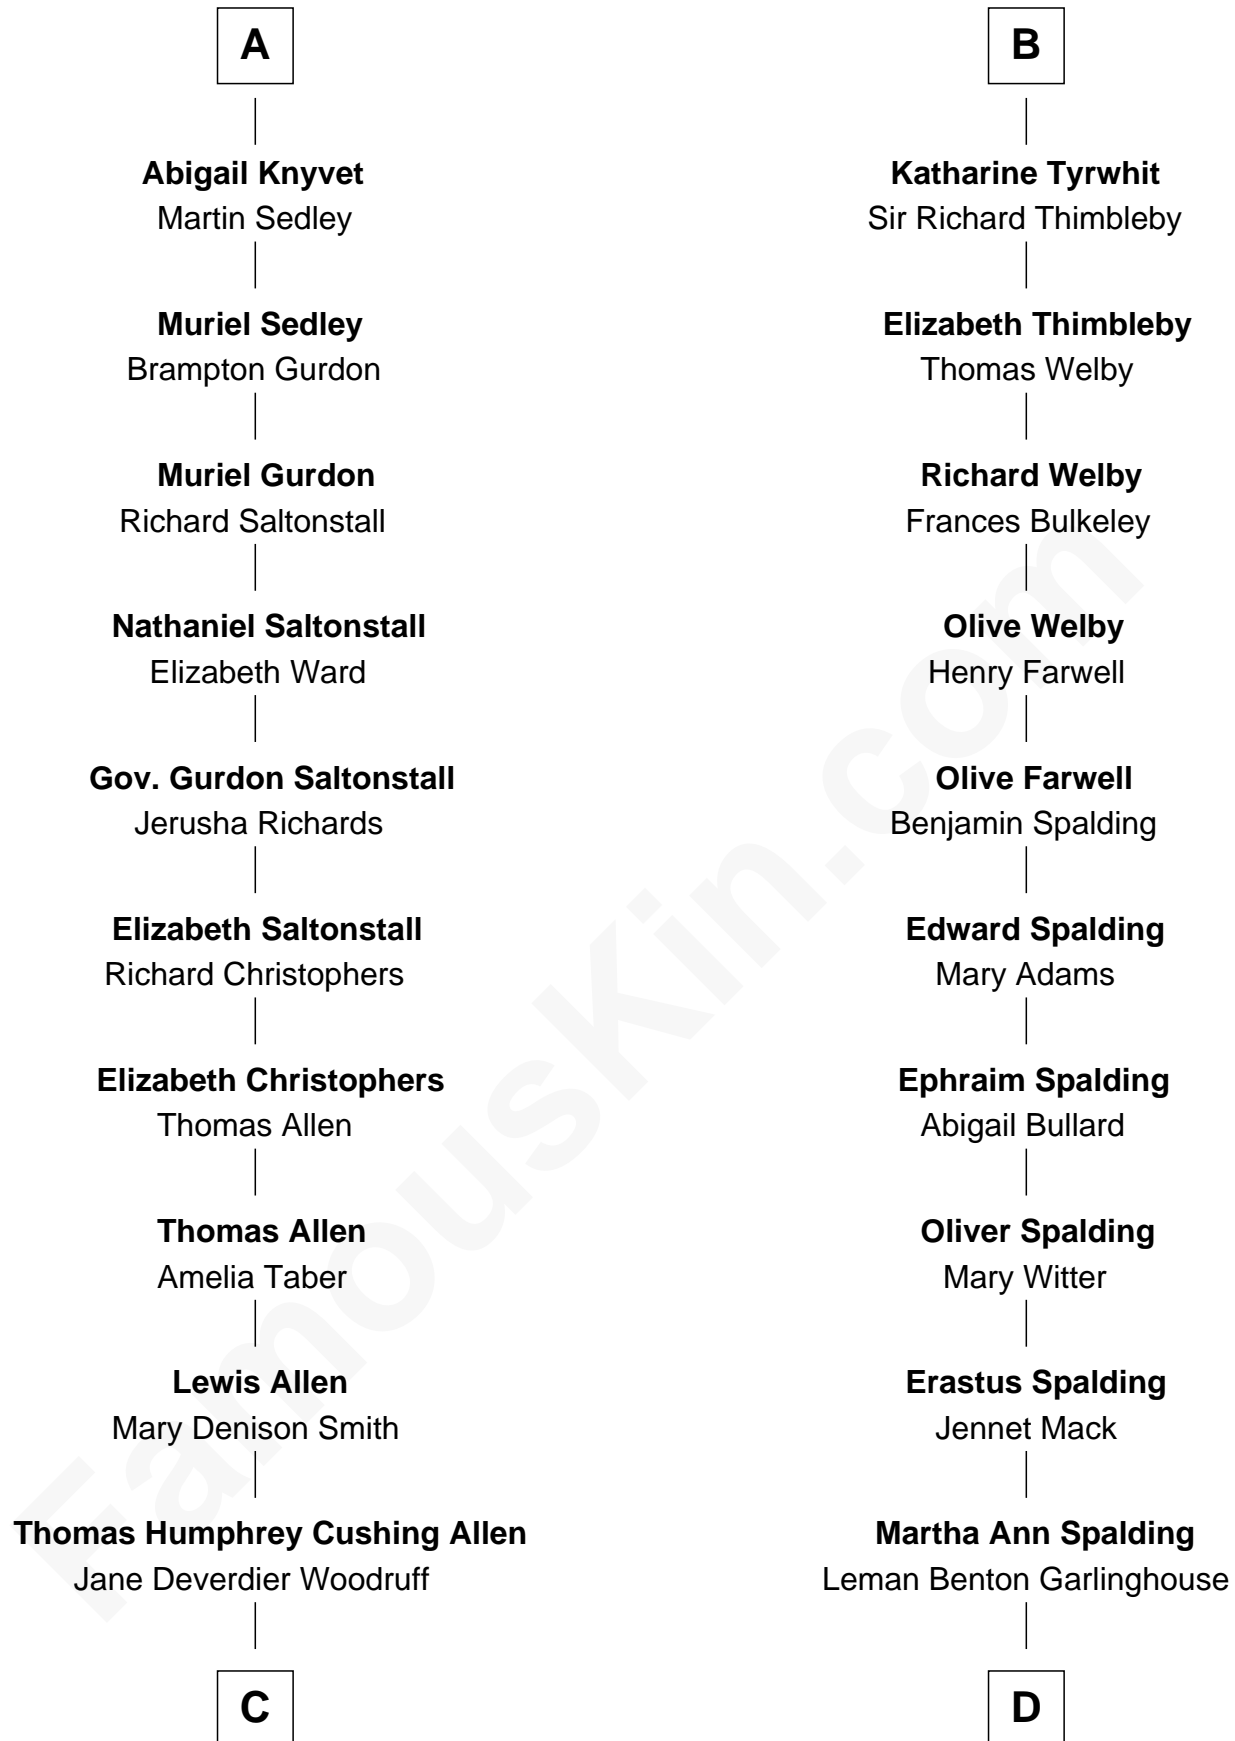 A
Abigail Knyvet
Martin Sedley
Muriel Sedley
Brampton Gurdon
Muriel Gurdon
Richard Saltonstall
Nathaniel Saltonstall
Elizabeth Ward
Gov. Gurdon Saltonstall
Jerusha Richards
Elizabeth Saltonstall
Richard Christophers
Elizabeth Christophers
Thomas Allen
Thomas Allen
Amelia Taber
Lewis Allen
Mary Denison Smith
Thomas Humphrey Cushing Allen
Jane Deverdier Woodruff
C
B
Katharine Tyrwhit
Sir Richard Thimbleby
Elizabeth Thimbleby
Thomas Welby
Richard Welby
Frances Bulkeley
Olive Welby
Henry Farwell
Olive Farwell
Benjamin Spalding
Edward Spalding
Mary Adams
Ephraim Spalding
Abigail Bullard
Oliver Spalding
Mary Witter
Erastus Spalding
Jennet Mack
Martha Ann Spalding
Leman Benton Garlinghouse
D
FamousKin.com